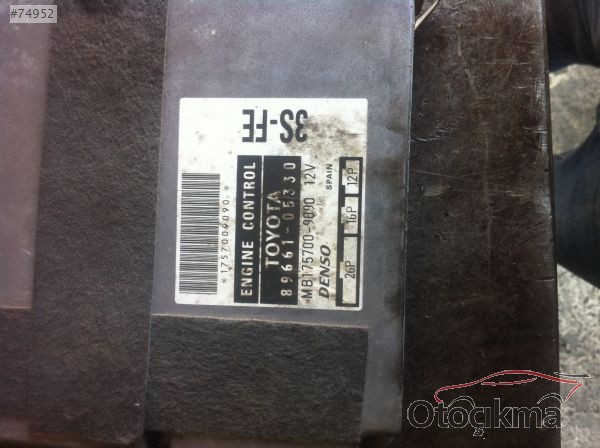 #74952
3S-FE
ENGINE CONTROL
TOYOTA
89661-05330
MB175700-9090 12V
DENSO
SPAIN
26P 16P 12P
*1757009090*
Otoçıkma